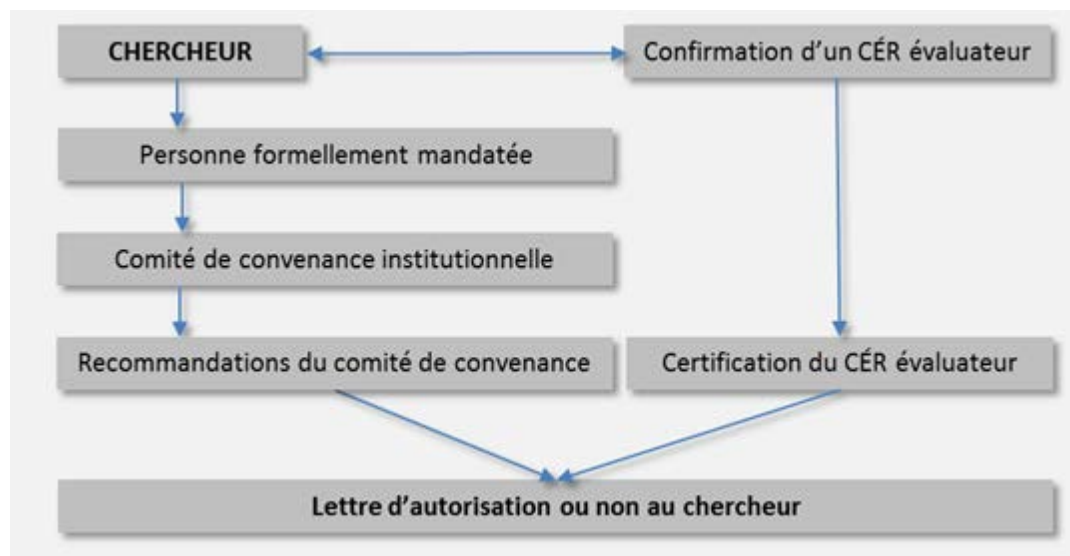 CHERCHEUR
Confirmation d’un CÉR évaluateur
Personne formellement mandatée
Comité de convenance institutionnelle
Recommandations du comité de convenance
Certification du CÉR évaluateur
Lettre d’autorisation ou non au chercheur